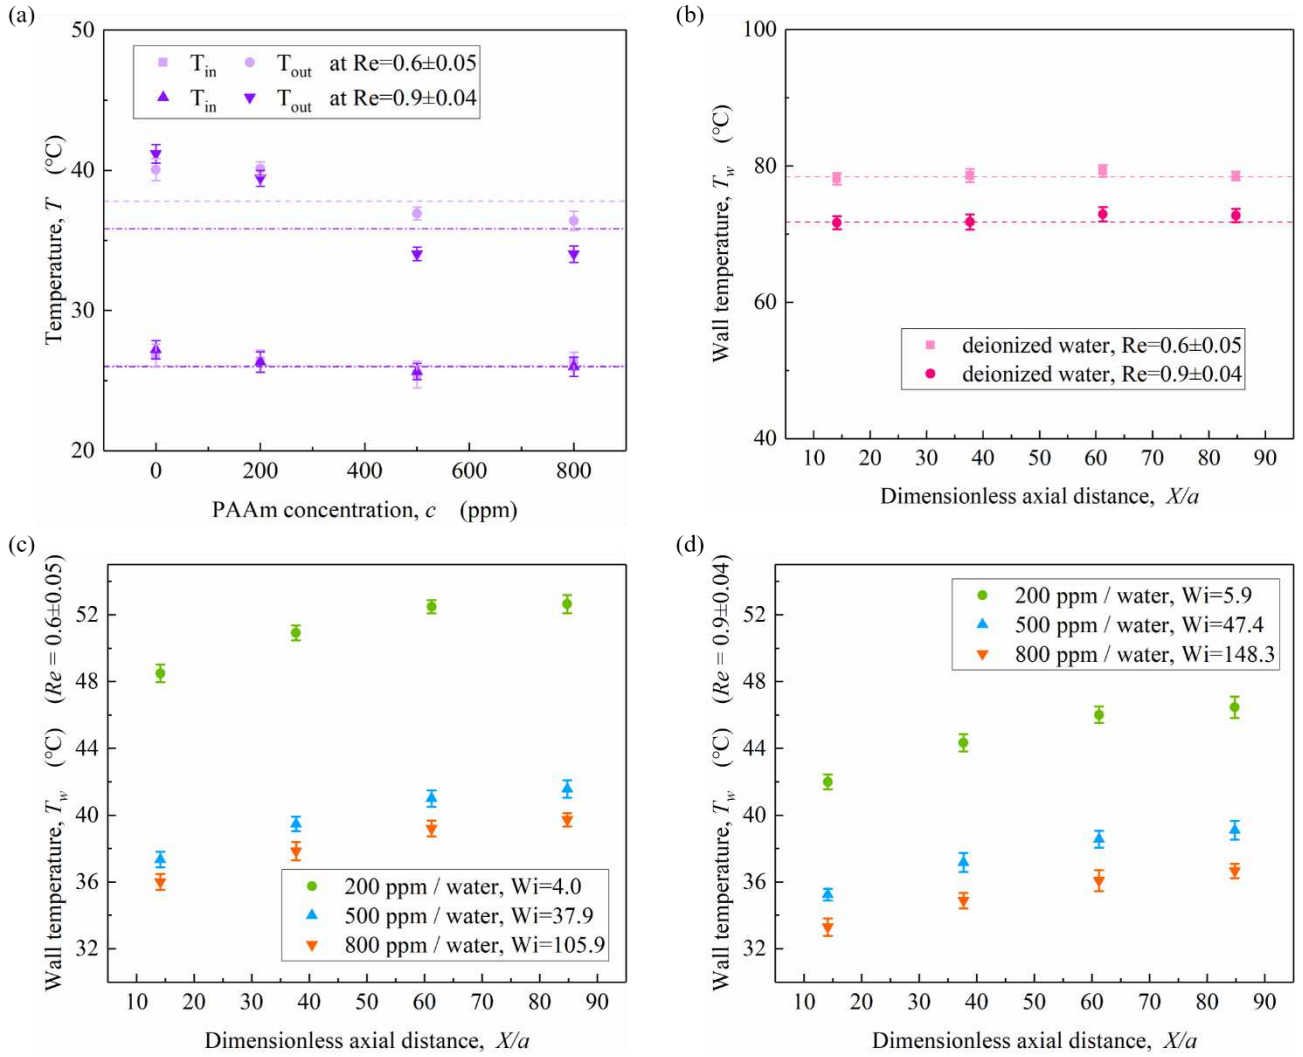 (a)
50
40
30
20
Temperature, T (°C)
T_in T_out at Re=0.6±0.05
T_in T_out at Re=0.9±0.04
0 200 400 600 800
PAAm concentration, c (ppm)
(b)
100
80
60
40
Wall temperature, T_w (°C)
deionized water, Re=0.6±0.05
deionized water, Re=0.9±0.04
10 20 30 40 50 60 70 80 90
Dimensionless axial distance, X/a
(c)
52
48
44
40
36
32
Wall temperature, T_w (°C) (Re = 0.6±0.05)
200 ppm / water, Wi=4.0
500 ppm / water, Wi=37.9
800 ppm / water, Wi=105.9
10 20 30 40 50 60 70 80 90
Dimensionless axial distance, X/a
(d)
52
48
44
40
36
32
Wall temperature, T_w (°C) (Re = 0.9±0.04)
200 ppm / water, Wi=5.9
500 ppm / water, Wi=47.4
800 ppm / water, Wi=148.3
10 20 30 40 50 60 70 80 90
Dimensionless axial distance, X/a